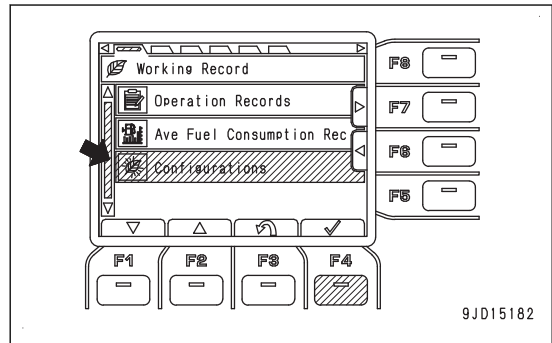 Working Record
F8
Operation Records
F7
Ave Fuel Consumption Rec
F6
Configurations
F5
F1 F2 F3 F4
9JD15182